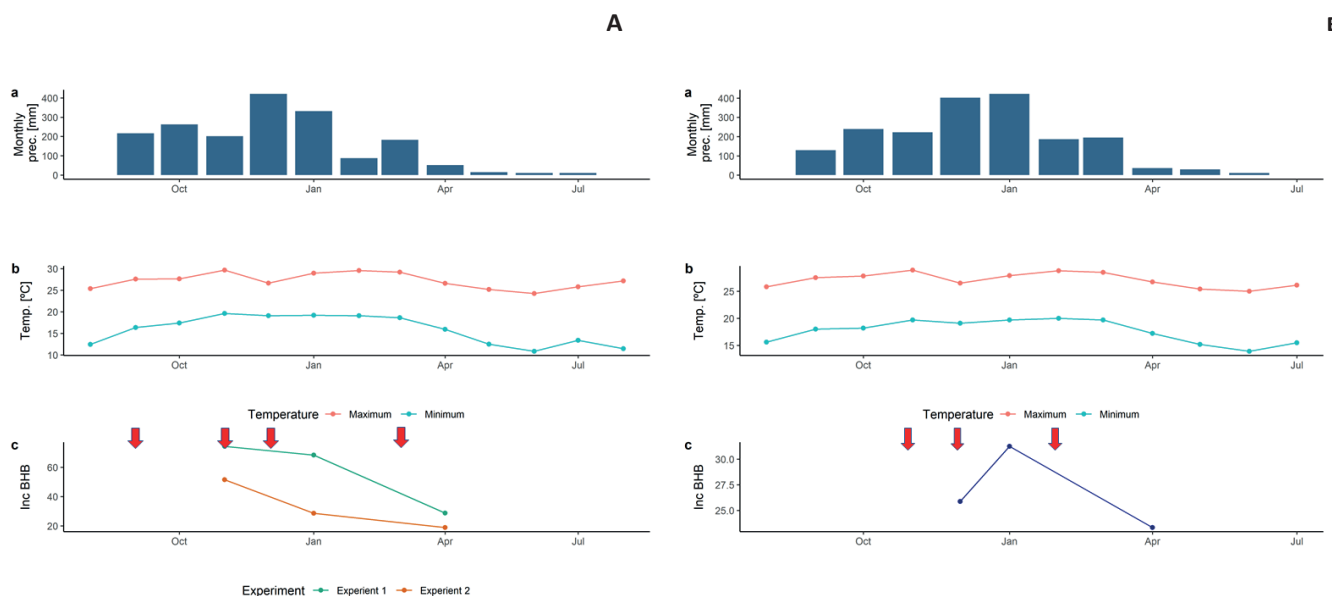 A
a
Monthly
prec. [mm]
400
300
200
100
0
Oct
Jan
Apr
Jul
b
Temp. [ºC]
30
25
20
15
10
Oct
Jan
Apr
Jul
Temperature Maximum Minimum
c
Inc BHB
60
40
20
Oct
Jan
Apr
Jul
Experiment Experient 1 Experient 2
a
Monthly
prec. [mm]
400
300
200
100
0
Oct
Jan
Apr
Jul
b
Temp. [ºC]
25
20
15
Oct
Jan
Apr
Jul
Temperature Maximum Minimum
c
Inc BHB
30.0
27.5
25.0
Oct
Jan
Apr
Jul